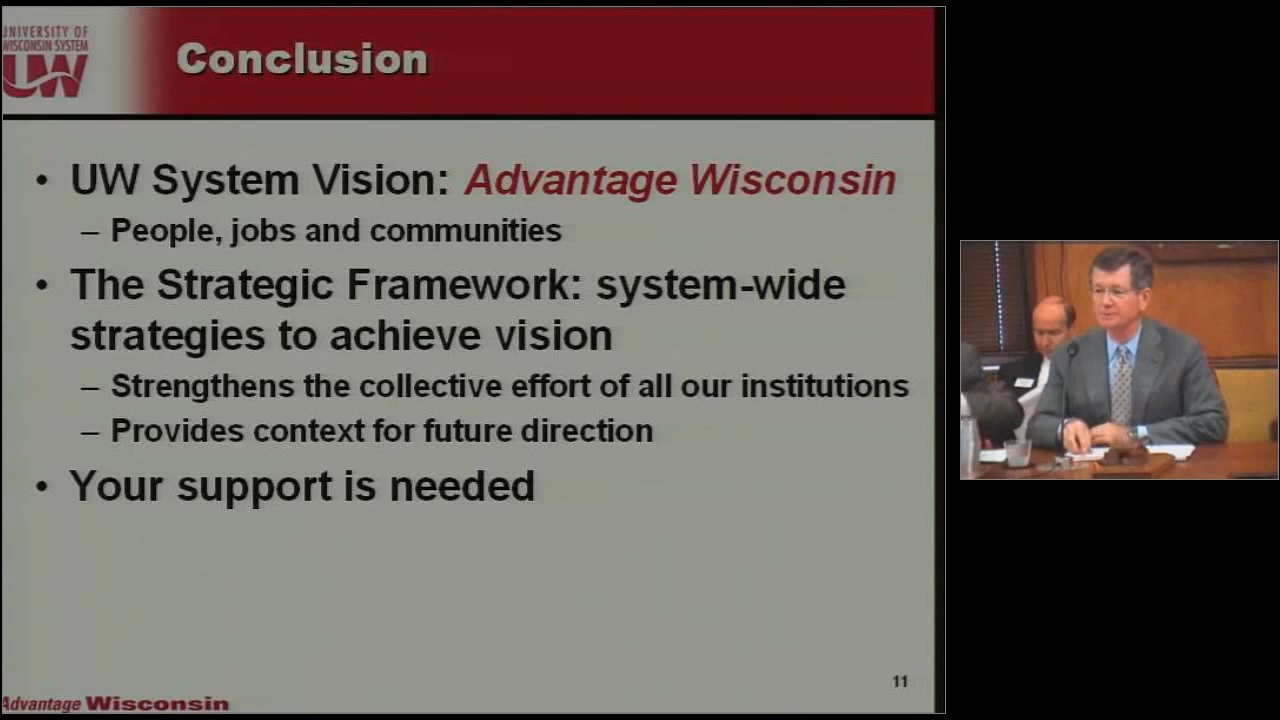 UNIVERSITY OF
WISCONSIN SYSTEM
UW
Conclusion
• UW System Vision: Advantage Wisconsin
– People, jobs and communities
• The Strategic Framework: system-wide
strategies to achieve vision
– Strengthens the collective effort of all our institutions
– Provides context for future direction
• Your support is needed
11
Advantage Wisconsin